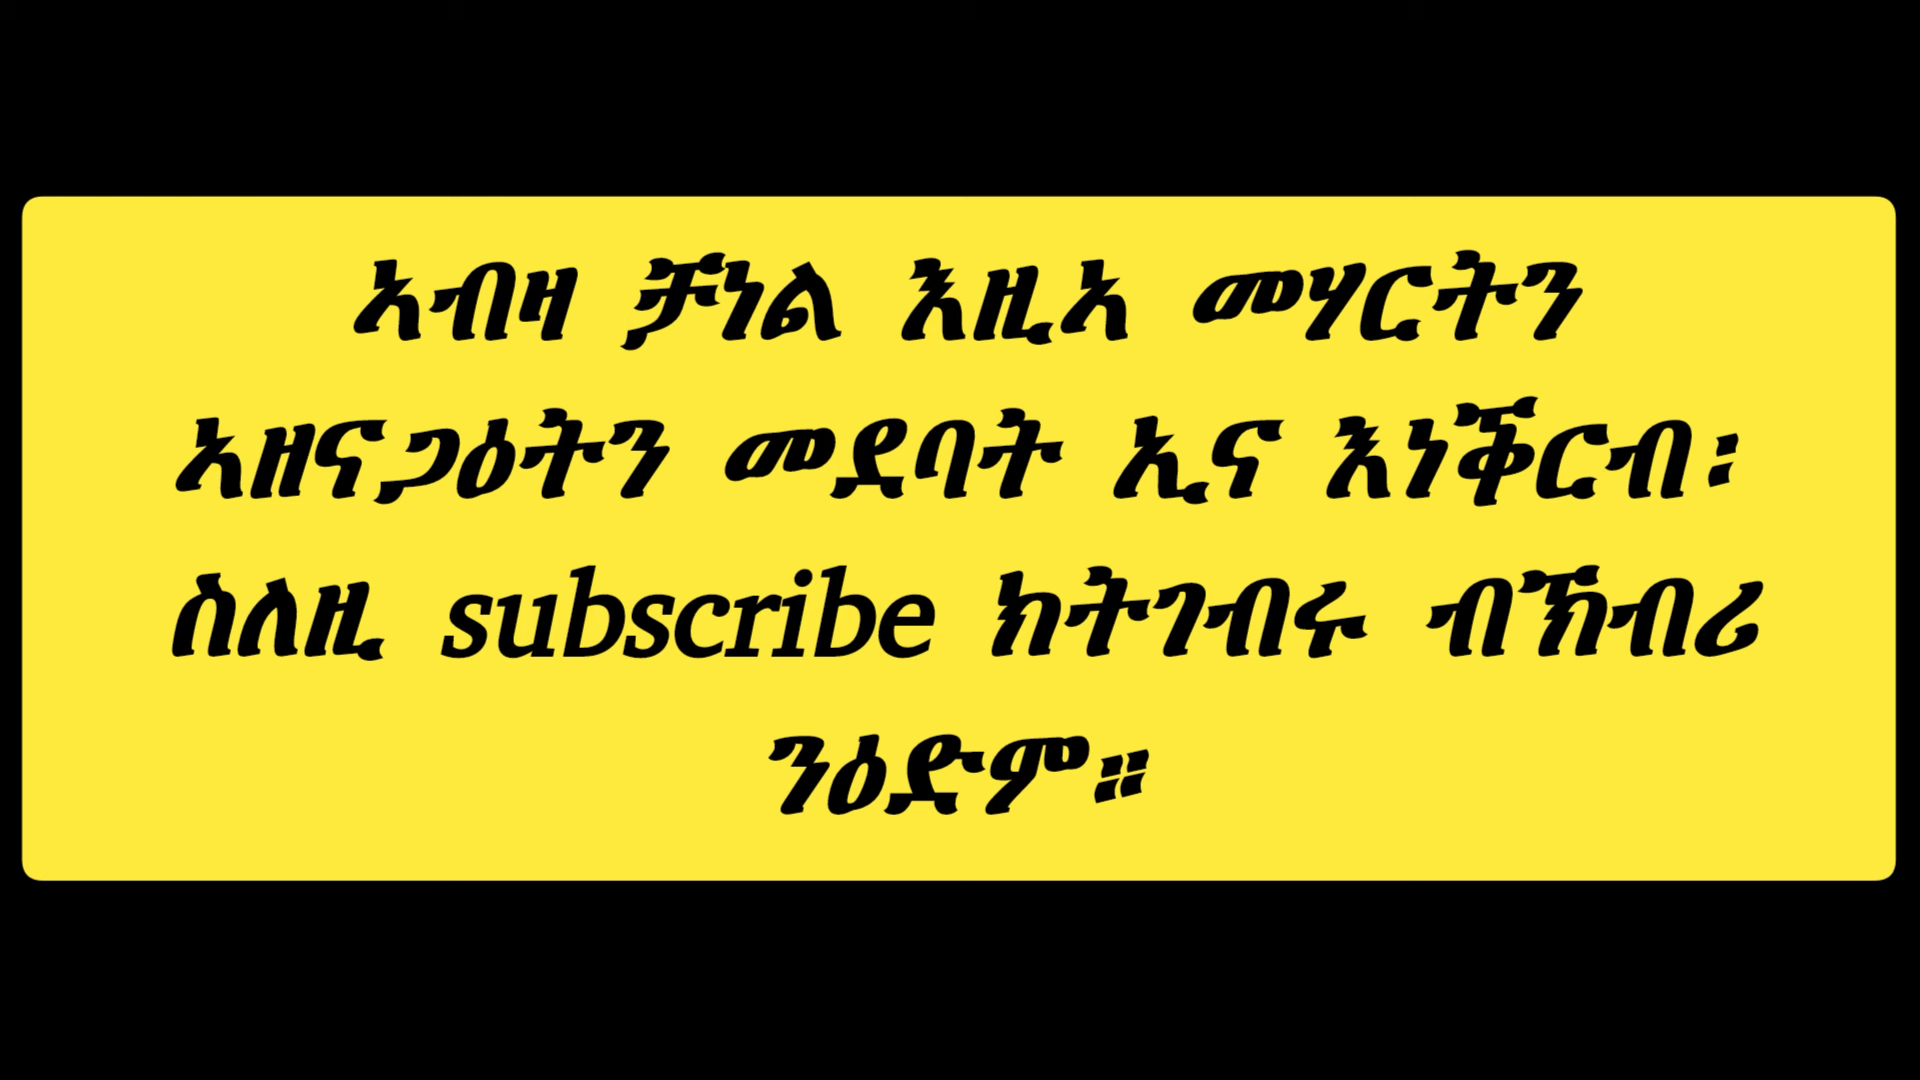 ኣብዛ ቻነል እዚኣ መሃርትን
ኣዘናጋዕትን መደባት ኢና እነቕርብ፡
ስለዚ subscribe ክትገብሩ ብኽብሪ
ንዕድም።